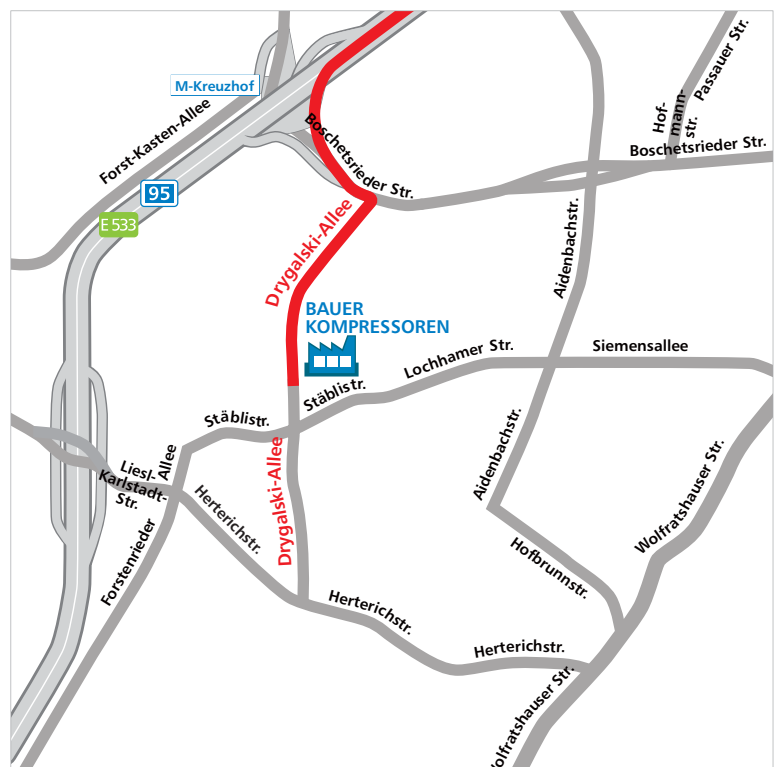 Passauer Str.
Hof-
mann-
str.
M-Kreuzhof
Forst-Kasten-Allee
Boschetsrieder Str.
Boschetsrieder Str.
95
E 533
Drygalski-Allee
Aidenbachstr.
BAUER
KOMPRESSOREN
Lochhamer Str.
Siemensallee
Stäblistr.
Stäblistr.
Aidenbachstr.
Drygalski-Allee
Liesl-
Karlstadt-
Str.
Forstenrieder Allee
Herterichstr.
Wolfratshauser Str.
Hofbrunnstr.
Herterichstr.
Herterichstr.
olfratshauser Str.